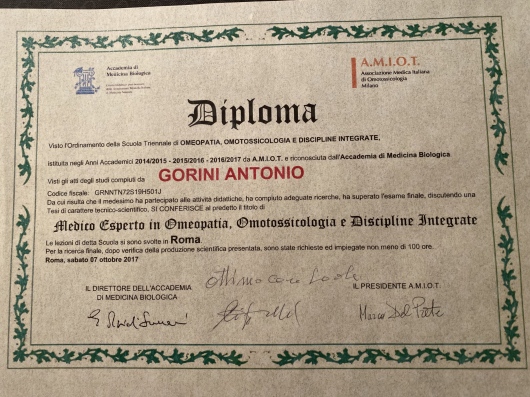 Accademia di
Medicina Biologica
A.M.I.O.T.
Associazione Medica Italiana
di Omotossicologia
Milano
Diploma
Visto l'Ordinamento della Scuola Triennale di OMEOPATIA, OMOTOSSICOLOGIA E DISCIPLINE INTEGRATE,
istituita negli Anni Accademici 2014/2015 - 2015/2016 - 2016/2017 da A.M.I.O.T. e riconosciuta dall'Accademia di Medicina Biologica
Visti gli atti degli studi compiuti da GORINI ANTONIO
Codice fiscale: GRNNTN72S19H501J
Da cui risulta che il medesimo ha partecipato alle attività didattiche, ha compiuto adeguate ricerche, ha superato l'esame finale, discutendo una
Tesi di carattere tecnico-scientifico, SI CONFERISCE al predetto il titolo di
Medico Esperto in Omeopatia, Omotossicologia e Discipline Integrate
Le lezioni di detta Scuola si sono svolte in Roma.
Per la ricerca finale, dopo verifica della produzione scientifica presentata, sono state richieste ed impiegate non meno di 100 ore.
Roma, sabato 07 ottobre 2017
IL DIRETTORE DELL'ACCADEMIA
DI MEDICINA BIOLOGICA
IL PRESIDENTE A.M.I.O.T.